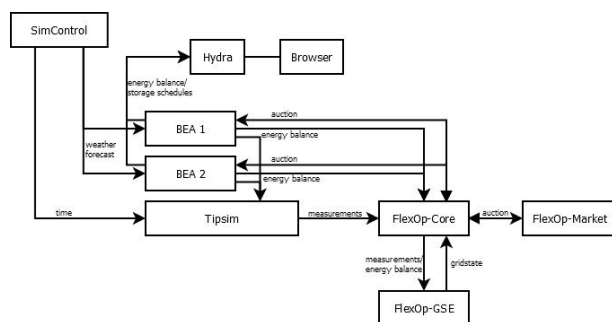 SimControl
Hydra
Browser
energy balance/
storage schedules
auction
BEA 1
energy balance
weather
forecast
auction
BEA 2
energy balance
time
Tipsim
measurements
FlexOp-Core
auction
FlexOp-Market
measurements/
energy balance
gridstate
FlexOp-GSE